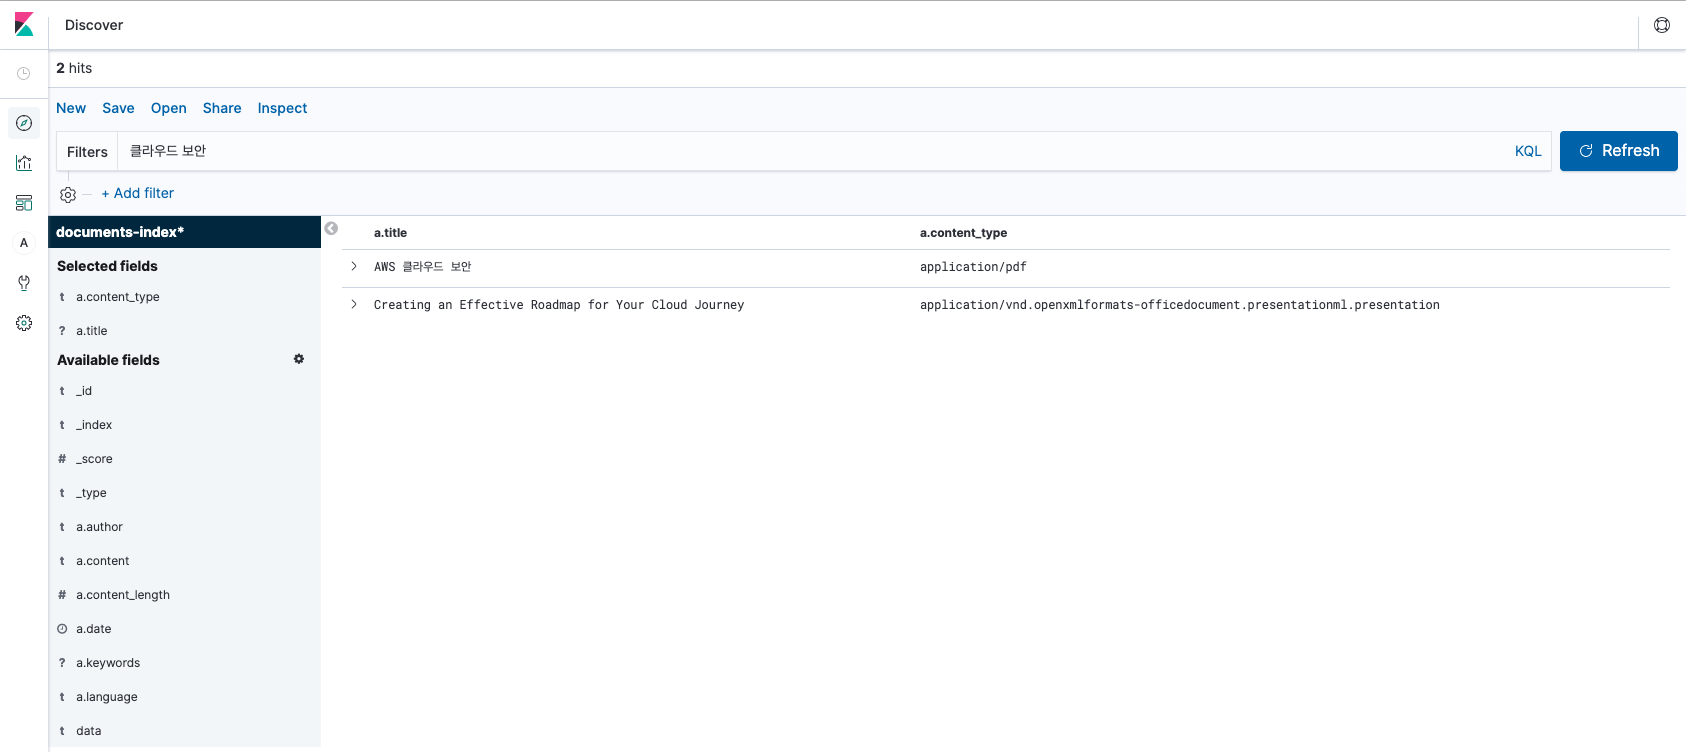 Discover
2 hits
New Save Open Share Inspect
Filters 클라우드 보안 KQL Refresh
+ Add filter
documents-index*
Selected fields
t a.content_type
? a.title
Available fields
t _id
t _index
# _score
t _type
t a.author
t a.content
# a.content_length
a.date
? a.keywords
t a.language
t data
A
a.title a.content_type
AWS 클라우드 보안 application/pdf
Creating an Effective Roadmap for Your Cloud Journey application/vnd.openxmlformats-officedocument.presentationml.presentation